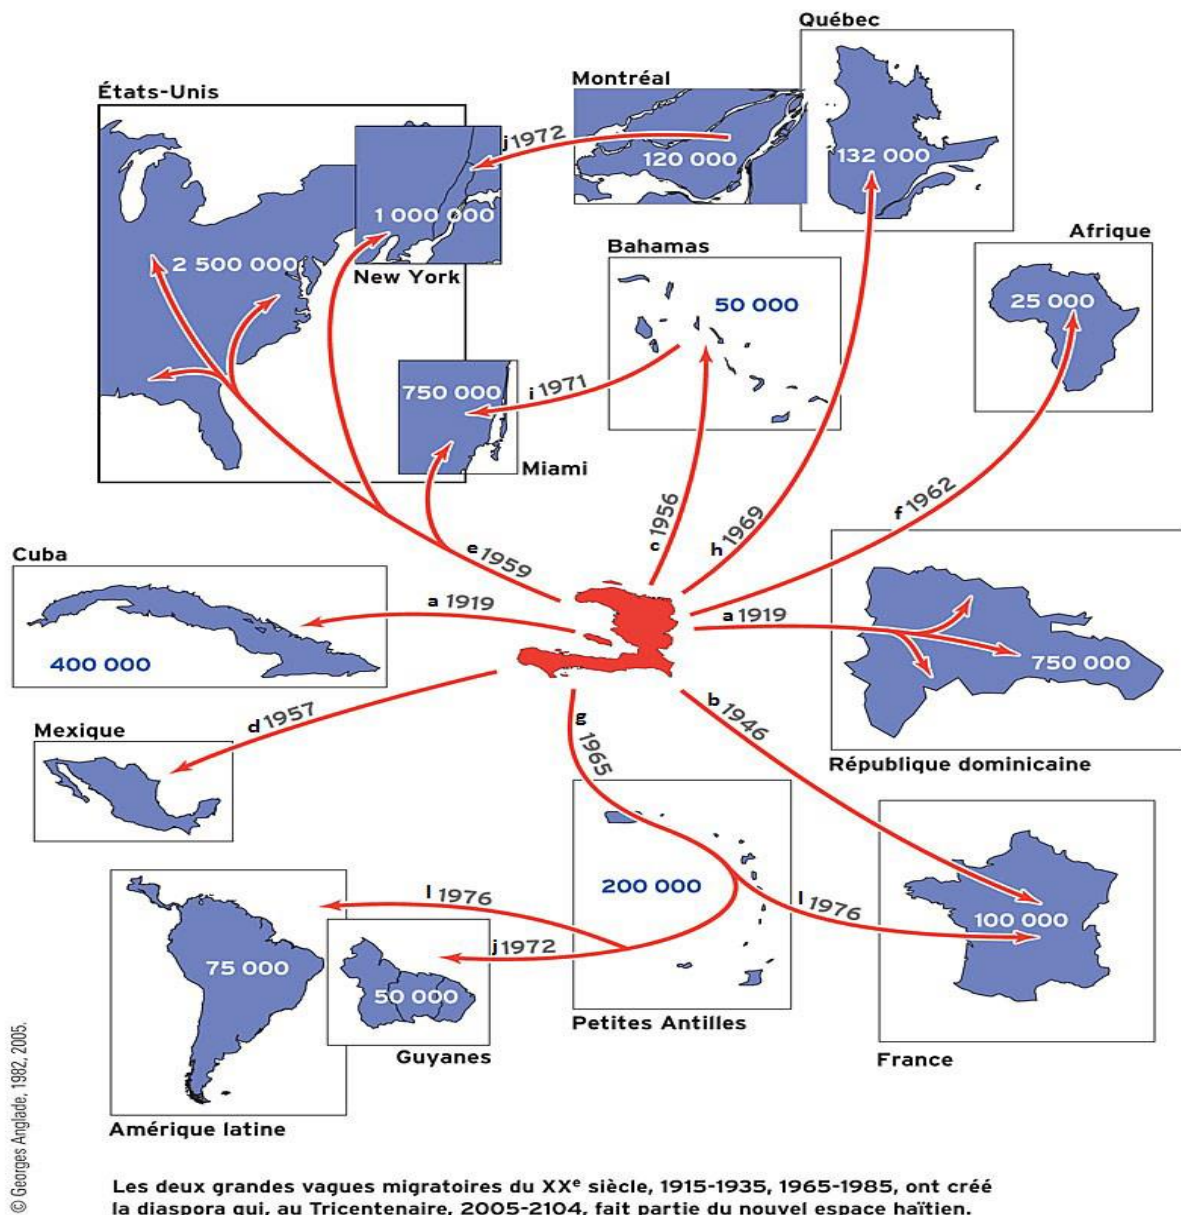 Québec
Montréal
États-Unis
j 1972
120 000
132 000
1 000 000
2 500 000
New York
Bahamas
50 000
Afrique
25 000
750 000
i 1971
Miami
c 1956
h 1969
f 1962
e 1959
Cuba
a 1919
400 000
a 1919
750 000
République dominicaine
d 1957
Mexique
g 1965
b 1946
200 000
Petites Antilles
l 1976
100 000
France
l 1976
j 1972
75 000
50 000
Guyanes
Amérique latine
© Georges Anglade, 1982, 2005.
Les deux grandes vagues migratoires du XXe siècle, 1915-1935, 1965-1985, ont créé
la diaspora qui, au Tricentenaire, 2005-2104, fait partie du nouvel espace haïtien.